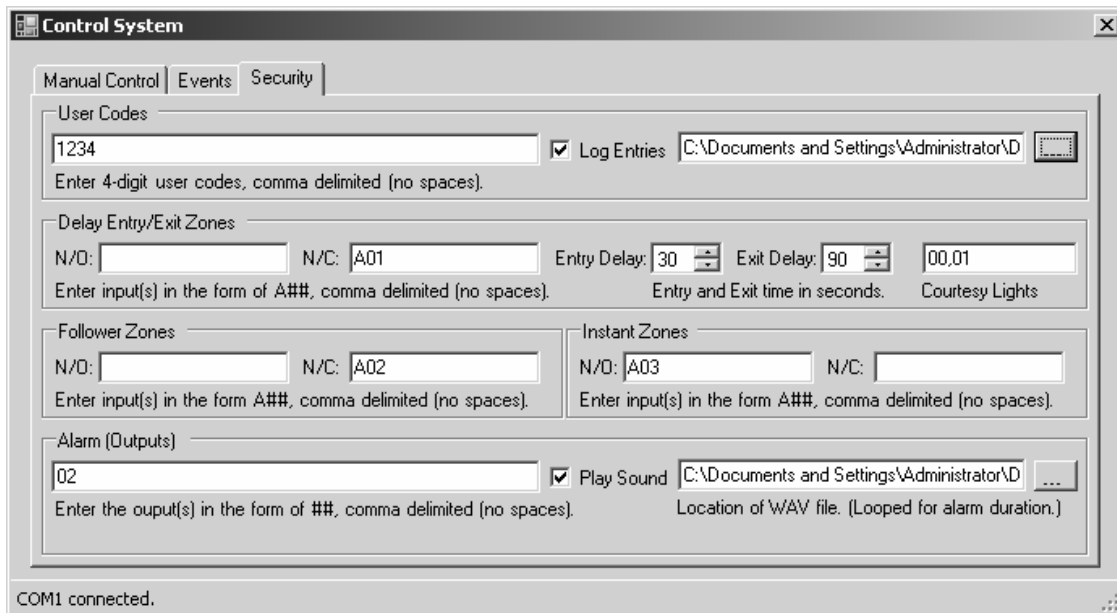 Control System
Manual Control Events Security
User Codes
1234 Log Entries C:\Documents and Settings\Administrator\D ...
Enter 4-digit user codes, comma delimited (no spaces).
Delay Entry/Exit Zones
N/O: N/C: A01 Entry Delay: 30 Exit Delay: 90 00,01
Enter input(s) in the form of A##, comma delimited (no spaces). Entry and Exit time in seconds. Courtesy Lights
Follower Zones Instant Zones
N/O: N/C: A02 N/O: A03 N/C:
Enter input(s) in the form A##, comma delimited (no spaces). Enter input(s) in the form A##, comma delimited (no spaces).
Alarm (Outputs)
02 Play Sound C:\Documents and Settings\Administrator\D ...
Enter the ouput(s) in the form of ##, comma delimited (no spaces). Location of WAV file. (Looped for alarm duration.)
COM1 connected.